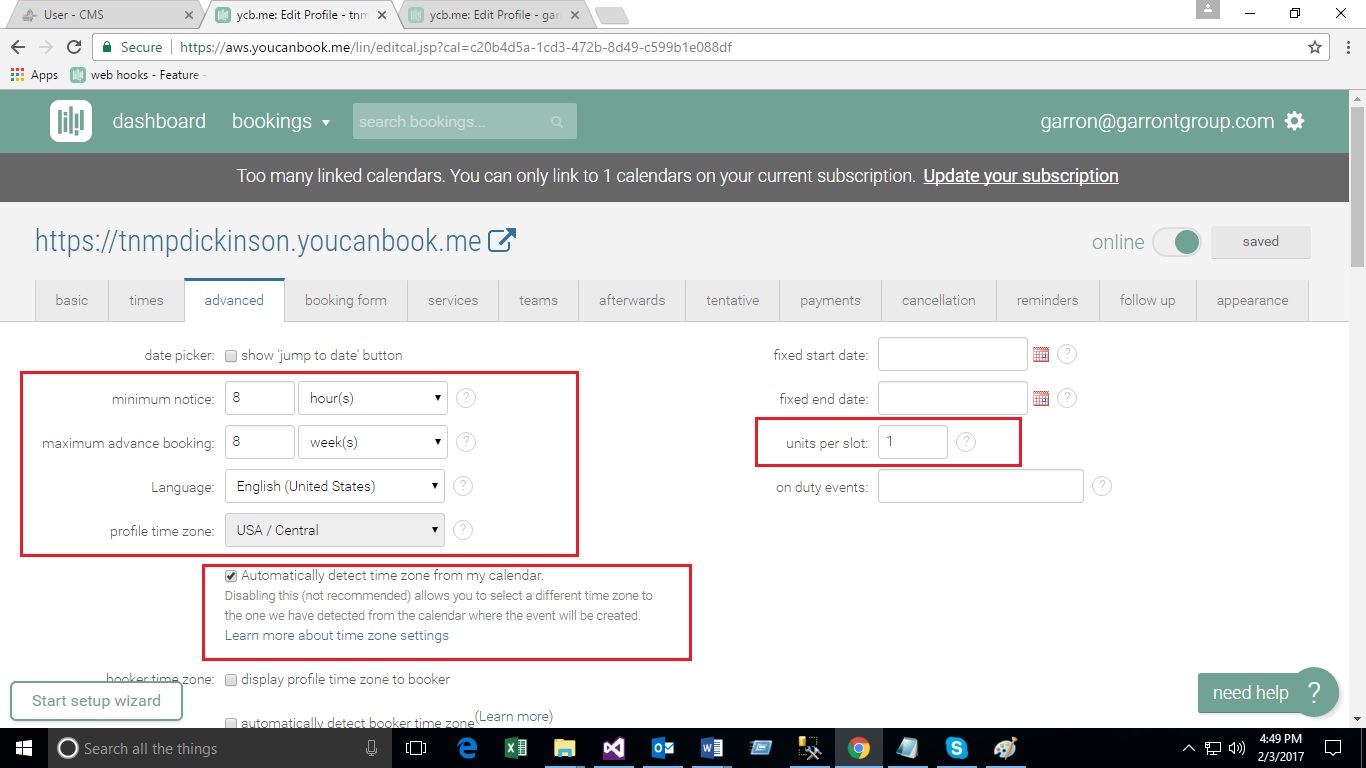 User - CMS
ycb.me: Edit Profile - tnm
ycb.me: Edit Profile - gar
Secure
https://aws.youcanbook.me/lin/editcal.jsp?cal=c20b4d5a-1cd3-472b-8d49-c599b1e088df
Apps
web hooks - Feature
dashboard
bookings
search bookings...
garron@garrontgroup.com
Too many linked calendars. You can only link to 1 calendars on your current subscription. Update your subscription
https://tnmpdickinson.youcanbook.me
online
saved
basic
times
advanced
booking form
services
teams
afterwards
tentative
payments
cancellation
reminders
follow up
appearance
date picker: show 'jump to date' button
fixed start date: ?
minimum notice: 8 hour(s) ?
fixed end date: ?
maximum advance booking: 8 week(s) ?
units per slot: 1 ?
Language: English (United States) ?
on duty events: ?
profile time zone: USA / Central ?
Automatically detect time zone from my calendar.
Disabling this (not recommended) allows you to select a different time zone to
the one we have detected from the calendar where the event will be created.
Learn more about time zone settings
booker time zone: display profile time zone to booker
automatically detect booker time zone (Learn more)
Start setup wizard
need help ?
Search all the things
4:49 PM
2/3/2017